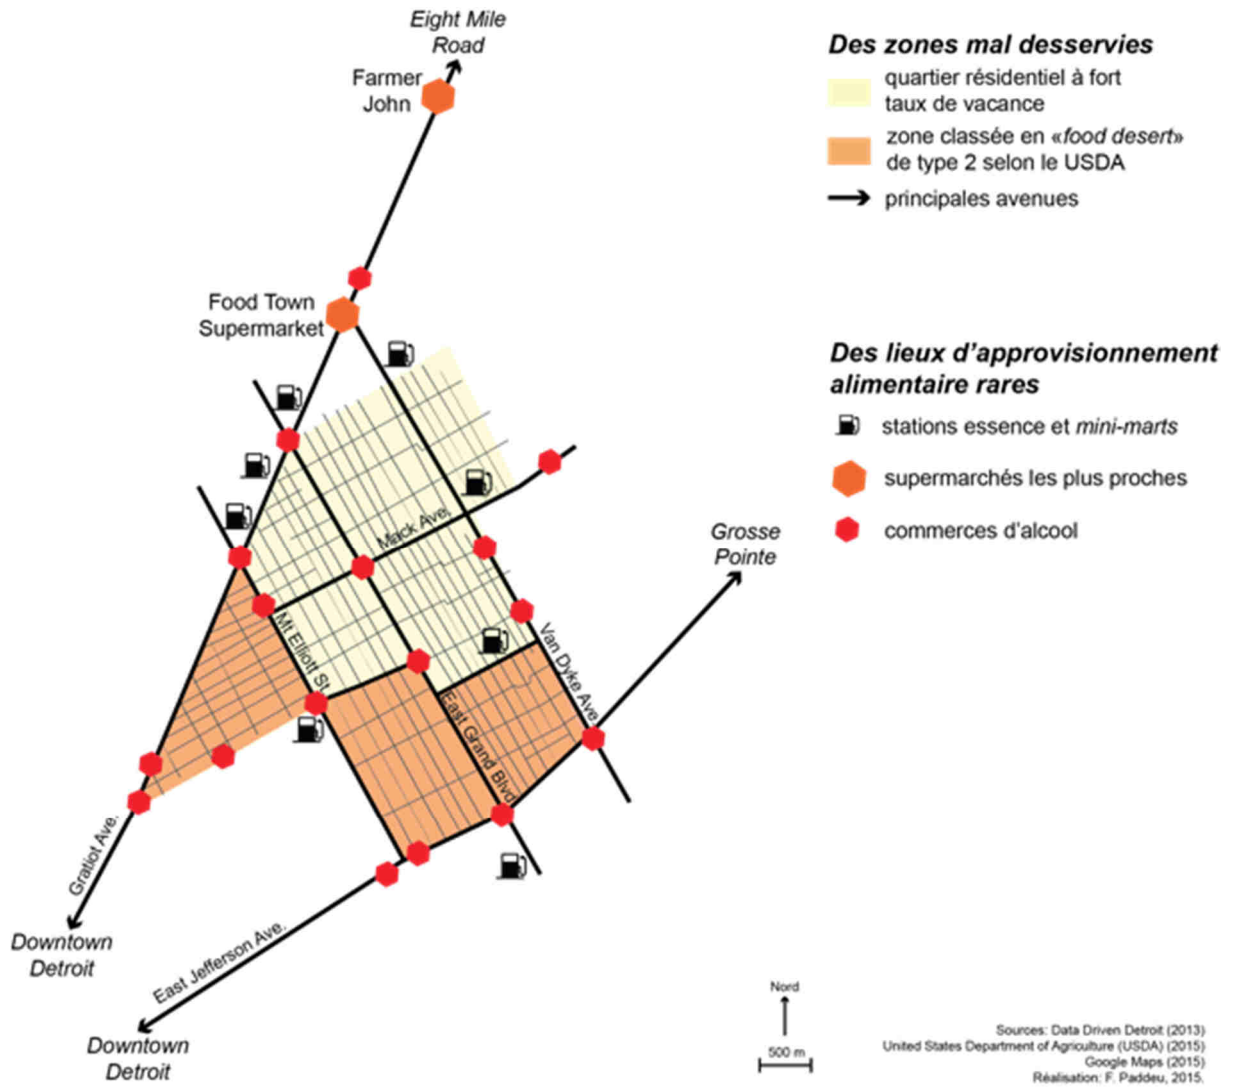 Eight Mile
Road
Farmer
John
Food Town
Supermarket
Mack Ave.
Mt Elliott St.
East Grand Blvd
Van Dyke Ave.
Grosse
Pointe
Gratiot Ave.
Downtown
Detroit
East Jefferson Ave.
Downtown
Detroit
Des zones mal desservies
quartier résidentiel à fort
taux de vacance
zone classée en «food desert»
de type 2 selon le USDA
principales avenues
Des lieux d'approvisionnement
alimentaire rares
stations essence et mini-marts
supermarchés les plus proches
commerces d'alcool
Nord
500 m
Sources: Data Driven Detroit (2013)
United States Department of Agriculture (USDA) (2015)
Google Maps (2015)
Réalisation: F. Paddeu, 2015.